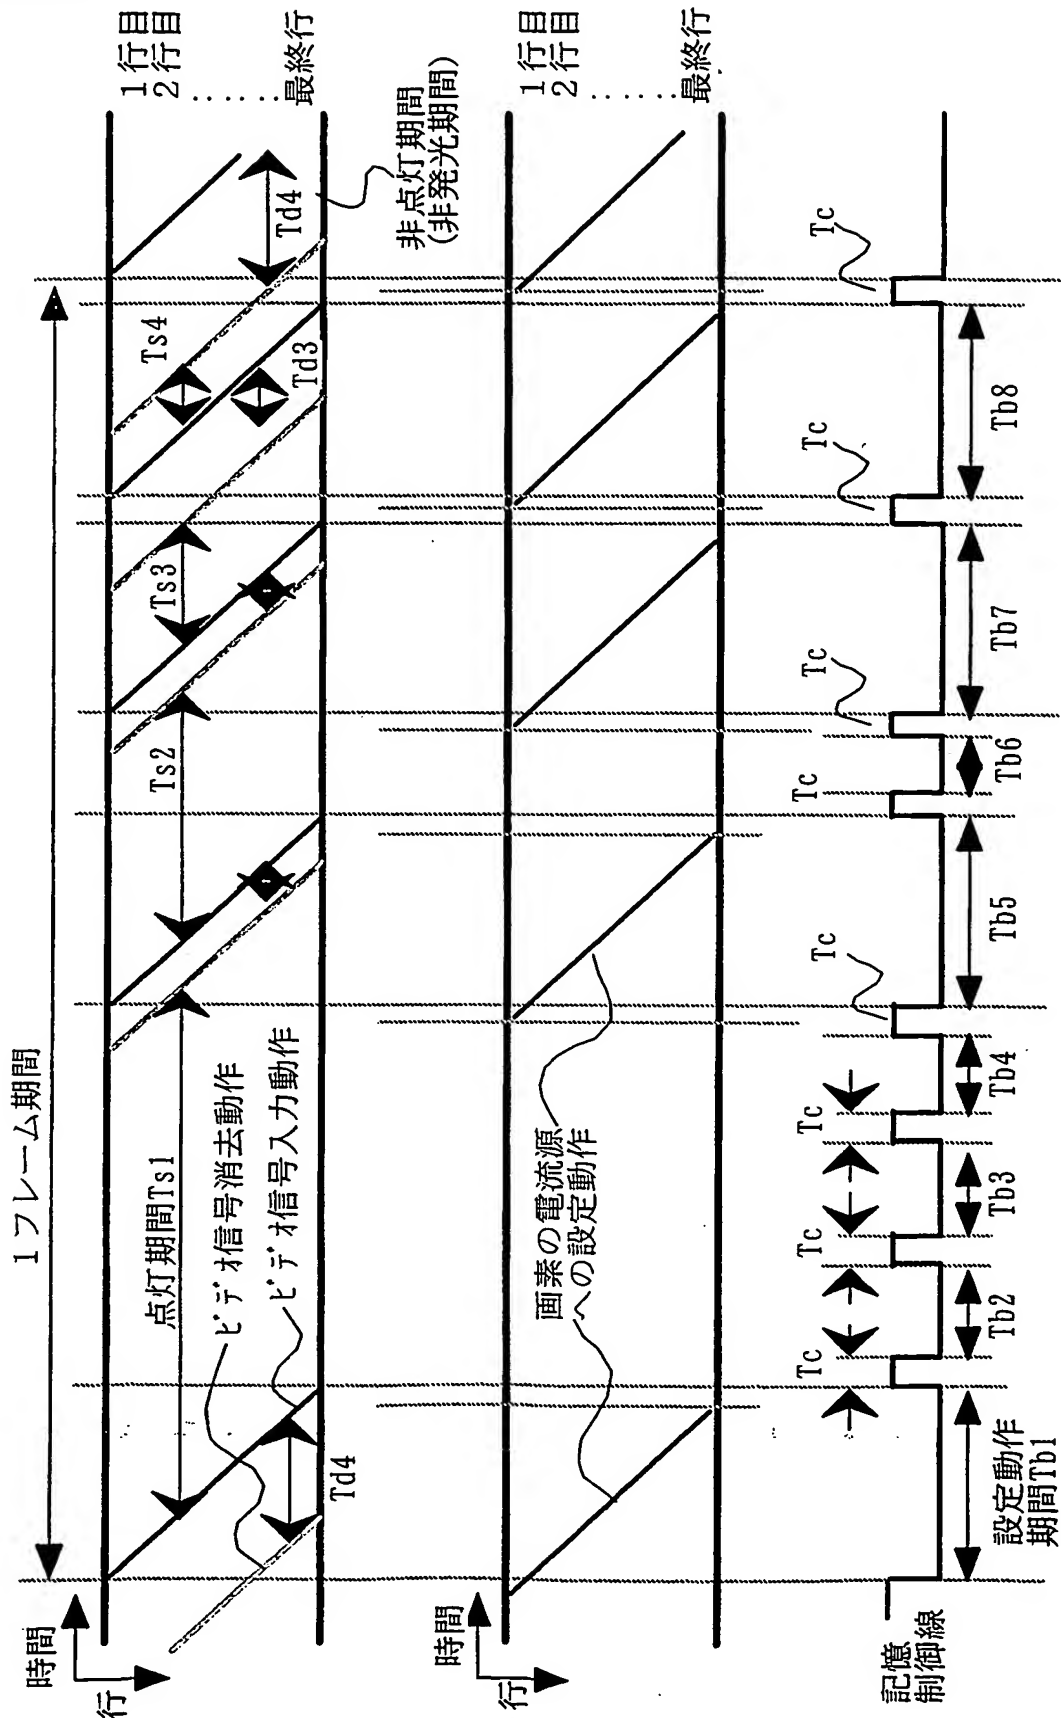 1フレーム期間
時間
行
点灯期間Ts1
Ts2
Ts3
Ts4
Td3
Td4
Td4
ビデオ信号消去動作
ビデオ信号入力動作
非点灯期間
(非発光期間)
1行目
2行目
......
最終行
時間
行
画素の電流源
への設定動作
1行目
2行目
......
最終行
記憶
制御線
Tc
Tc
Tc
Tc
Tc
Tc
Tc
Tc
設定動作
期間Tb1
Tb2
Tb3
Tb4
Tb5
Tb6
Tb7
Tb8